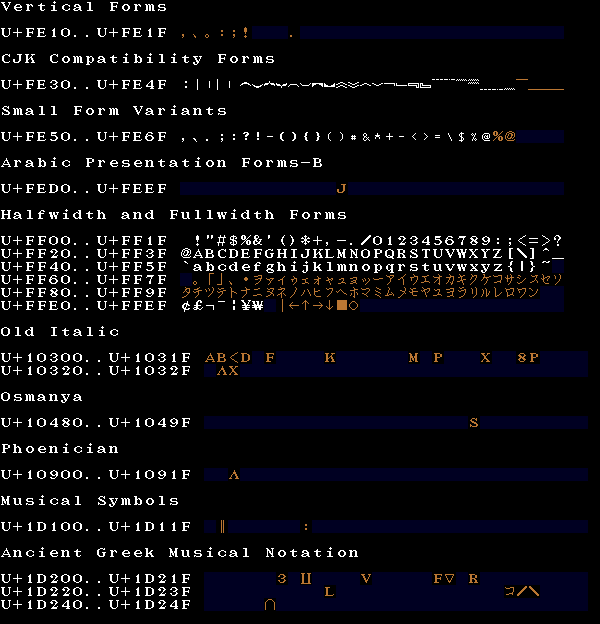 Vertical Forms
U+FE10..U+FE1F ,、。:;! .
CJK Compatibility Forms
U+FE30..U+FE4F
Small Form Variants
U+FE50..U+FE6F ,、.;:?!-(){}()#&*+-<>=\$%@%@
Arabic Presentation Forms-B
U+FED0..U+FEEF J
Halfwidth and Fullwidth Forms
U+FF00..U+FF1F !"#$%&'()*+,-./0123456789:;<=>?
U+FF20..U+FF3F @ABCDEFGHIJKLMNOPQRSTUVWXYZ[\]^_
U+FF40..U+FF5F `abcdefghijklmnopqrstuvwxyz{|}~
U+FF60..U+FF7F 。「」、・ヲァィゥェォャュョッーアイウエオカキクケコサシスセソ
U+FF80..U+FF9F タチツテトナニヌネノハヒフヘホマミムメモヤユヨラリルレロワン
U+FFE0..U+FFEF ¢£¬¯¦¥₩ |←↑→↓■○
Old Italic
U+10300..U+1031F AB<D F K M P X 8P
U+10320..U+1032F ΛX
Osmanya
U+10480..U+1049F S
Phoenician
U+10900..U+1091F Λ
Musical Symbols
U+1D100..U+1D11F ‖ :
Ancient Greek Musical Notation
U+1D200..U+1D21F 3 V F▽ R
U+1D220..U+1D23F L /\
U+1D240..U+1D24F ∩